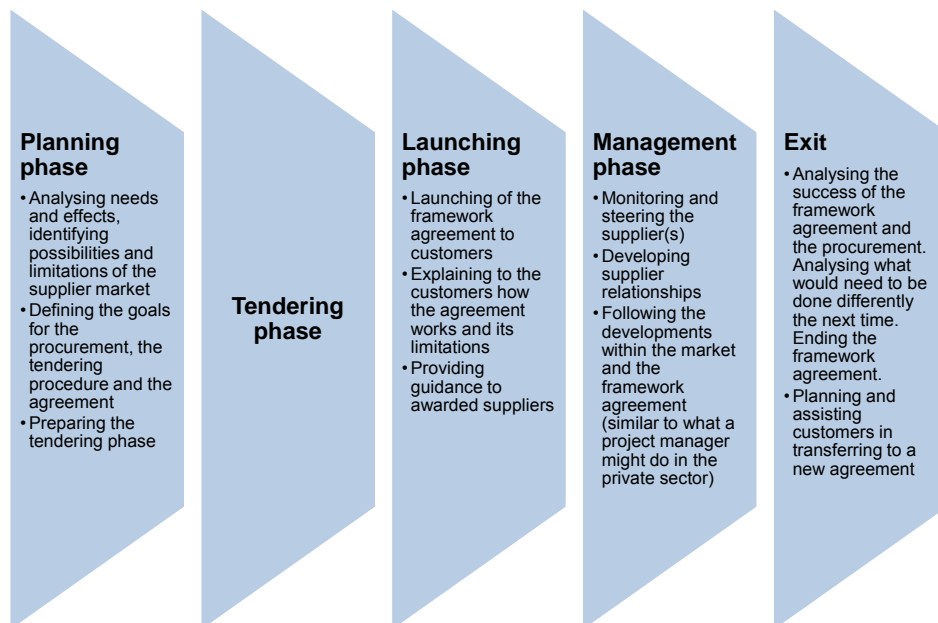 Planning
phase
• Analysing needs
and effects,
identifying
possibilities and
limitations of the
supplier market
• Defining the goals
for the
procurement, the
tendering
procedure and the
agreement
• Preparing the
tendering phase
Tendering
phase
Launching
phase
• Launching of the
framework
agreement to
customers
• Explaining to the
customers how
the agreement
works and its
limitations
• Providing
guidance to
awarded suppliers
Management
phase
• Monitoring and
steering the
supplier(s)
• Developing
supplier
relationships
• Following the
developments
within the market
and the
framework
agreement
(similar to what a
project manager
might do in the
private sector)
Exit
• Analysing the
success of the
framework
agreement and
the procurement.
Analysing what
would need to be
done differently
the next time.
Ending the
framework
agreement.
• Planning and
assisting
customers in
transferring to a
new agreement